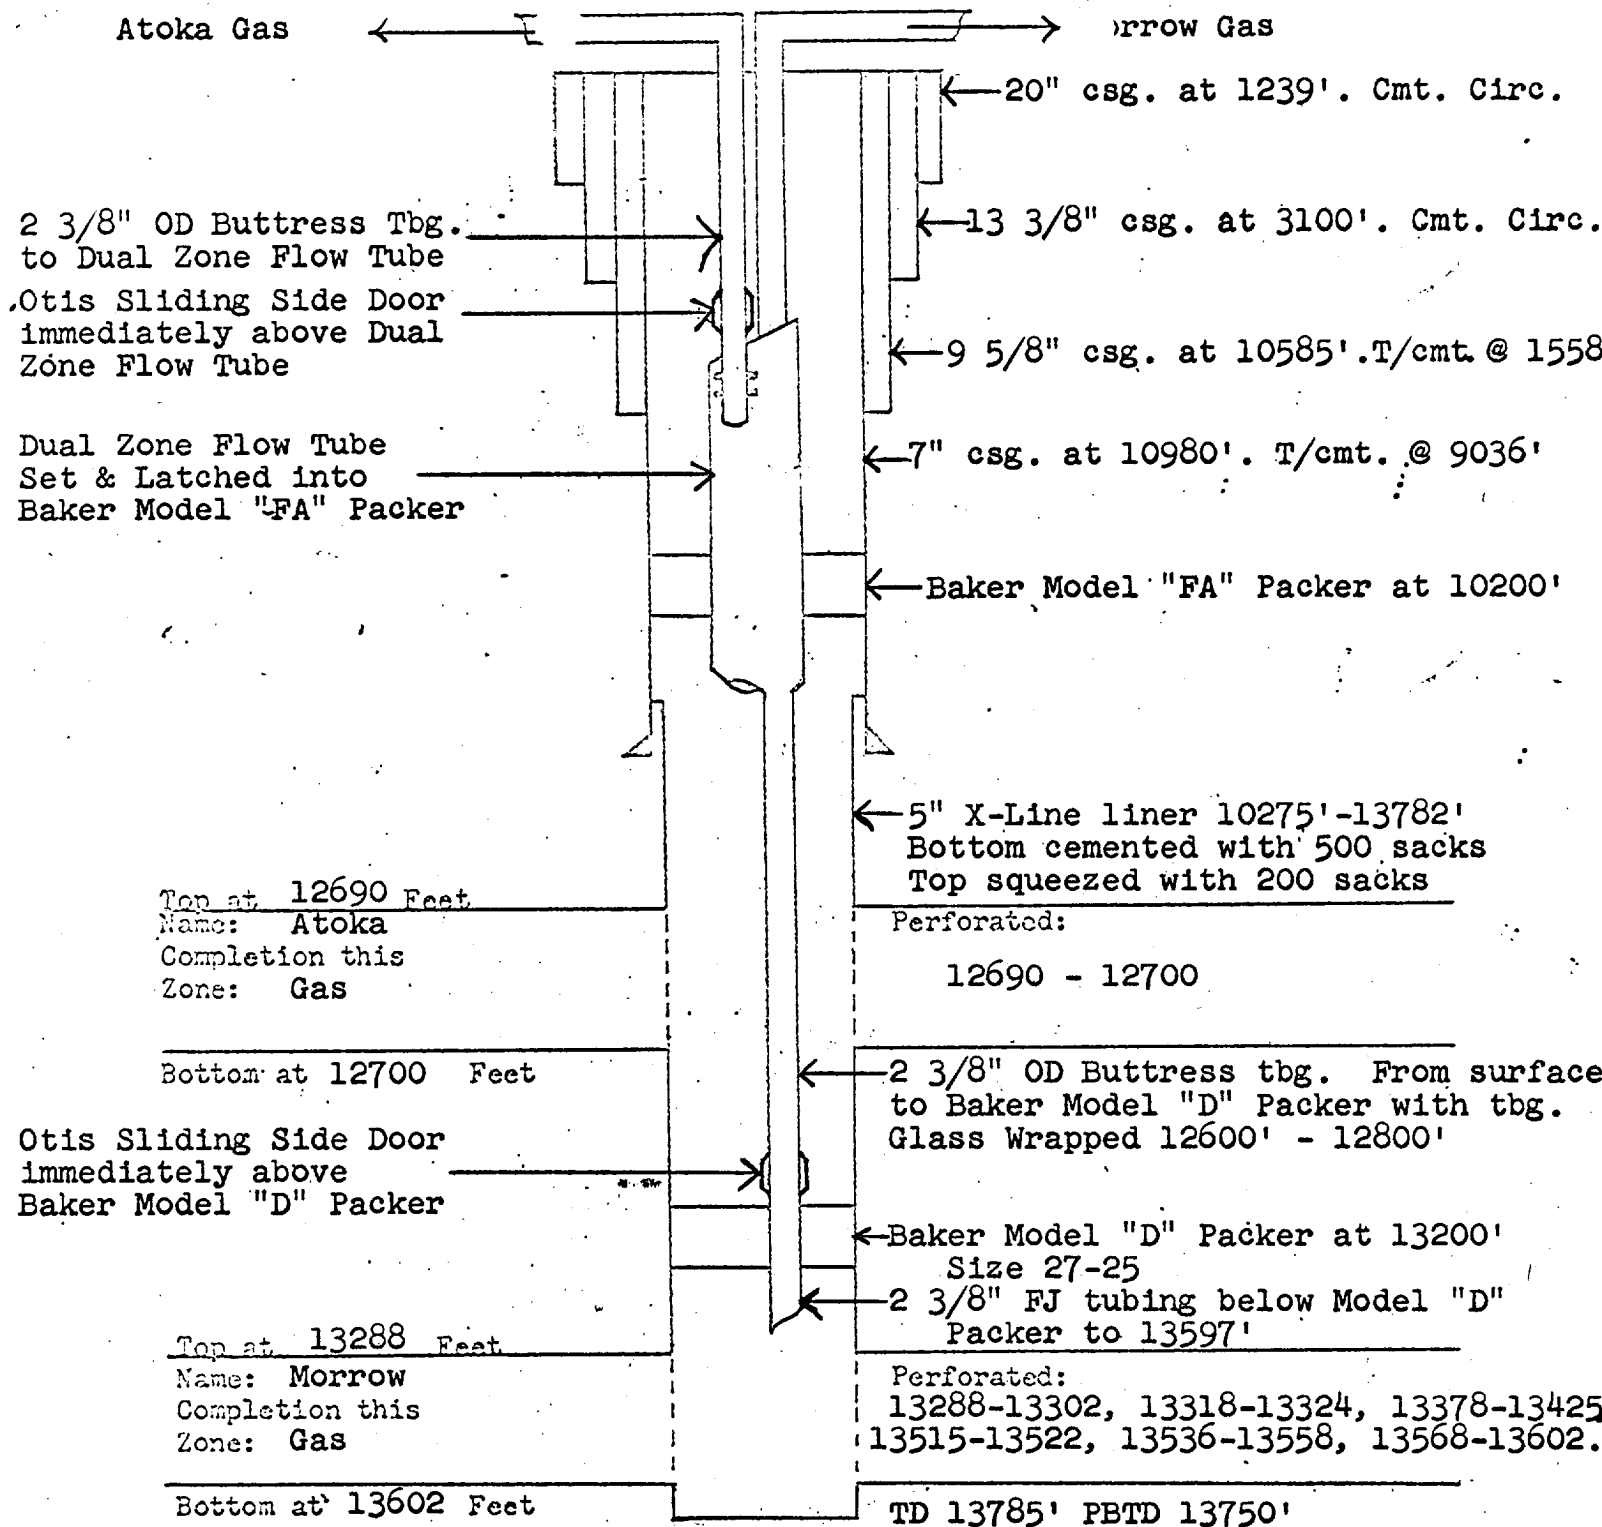 Atoka Gas
rrow Gas
20" csg. at 1239'. Cmt. Circ.
2 3/8" OD Buttress Tbg.
to Dual Zone Flow Tube
13 3/8" csg. at 3100'. Cmt. Circ.
Otis Sliding Side Door
immediately above Dual
Zone Flow Tube
9 5/8" csg. at 10585'.T/cmt. @ 1558
Dual Zone Flow Tube
Set & Latched into
Baker Model "FA" Packer
7" csg. at 10980'. T/cmt. @ 9036'
Baker Model "FA" Packer at 10200'
5" X-Line liner 10275'-13782'
Bottom cemented with 500 sacks
Top squeezed with 200 sacks
Top at 12690 Feet
Name: Atoka
Completion this
Zone: Gas
Perforated:
12690 - 12700
Bottom at 12700 Feet
2 3/8" OD Buttress tbg. From surface
to Baker Model "D" Packer with tbg.
Glass Wrapped 12600' - 12800'
Otis Sliding Side Door
immediately above
Baker Model "D" Packer
Baker Model "D" Packer at 13200'
Size 27-25
2 3/8" FJ tubing below Model "D"
Packer to 13597'
Top at 13288 Feet
Name: Morrow
Completion this
Zone: Gas
Perforated:
13288-13302, 13318-13324, 13378-13425
13515-13522, 13536-13558, 13568-13602.
Bottom at 13602 Feet
TD 13785' PBTD 13750'